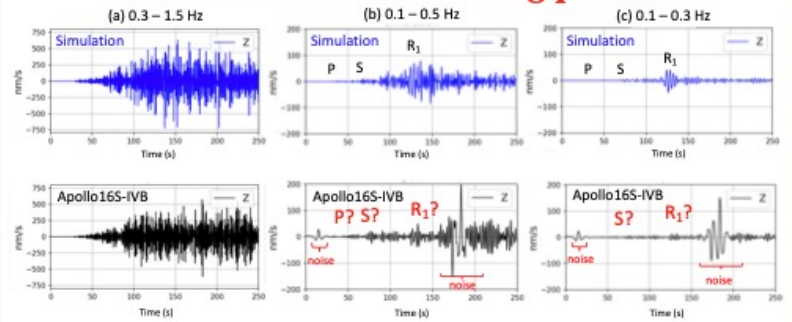 (a) 0.3 – 1.5 Hz
(b) 0.1 – 0.5 Hz
(c) 0.1 – 0.3 Hz
Simulation
Z
nm/s
750
500
250
0
-250
-500
-750
0 50 100 150 200 250
Time (s)
Simulation
Z
R1
P S
nm/s
200
100
0
-100
-200
0 50 100 150 200 250
Time (s)
Simulation
Z
R1
P S
nm/s
200
100
0
-100
-200
0 50 100 150 200 250
Time (s)
Apollo16S-IVB
Z
nm/s
750
500
250
0
-250
-500
-750
0 50 100 150 200 250
Time (s)
Apollo16S-IVB
Z
P? S? R1?
noise
noise
nm/s
200
100
0
-100
-200
0 50 100 150 200 250
Time (s)
Apollo16S-IVB
Z
S? R1?
noise
noise
nm/s
200
100
0
-100
-200
0 50 100 150 200 250
Time (s)